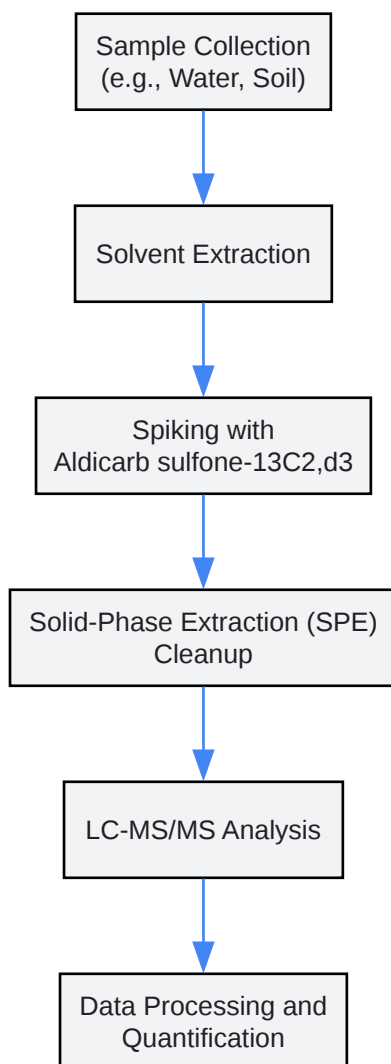 Sample Collection
(e.g., Water, Soil)
Solvent Extraction
Spiking with
Aldicarb sulfone-13C2,d3
Solid-Phase Extraction (SPE)
Cleanup
LC-MS/MS Analysis
Data Processing and
Quantification